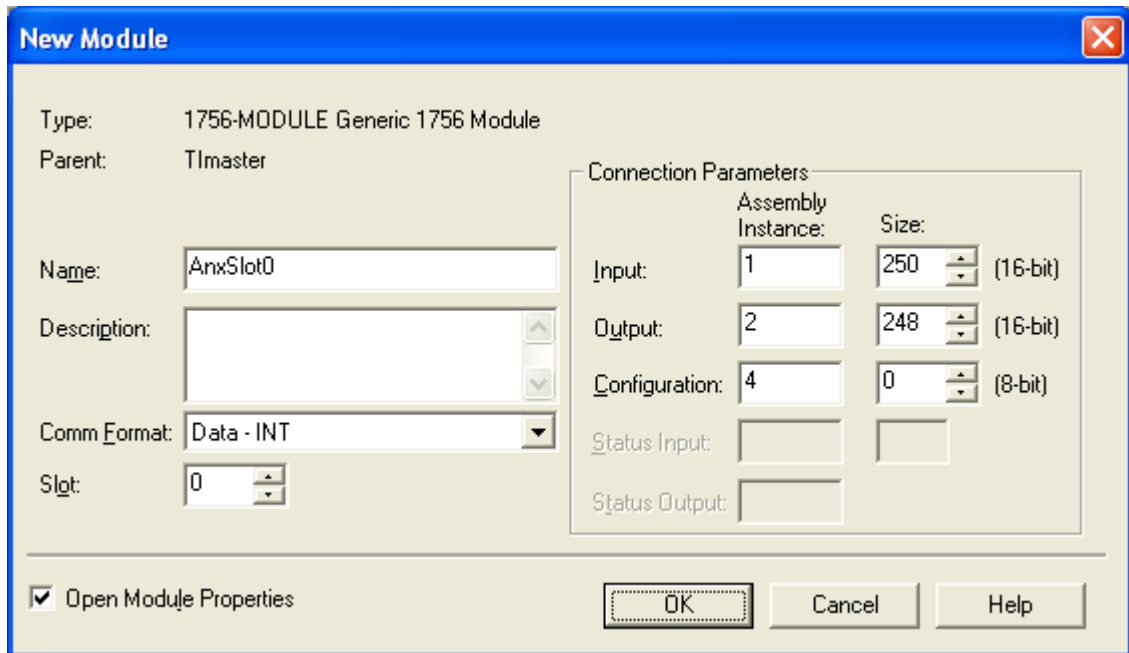 New Module
Type: 1756-MODULE Generic 1756 Module
Parent: TImaster
Name: AnxSlot0
Description:
Comm Format: Data - INT
Slot: 0
Connection Parameters
Assembly
Instance: Size:
Input: 1 250 (16-bit)
Output: 2 248 (16-bit)
Configuration: 4 0 (8-bit)
Status Input:
Status Output:
Open Module Properties
OK Cancel Help